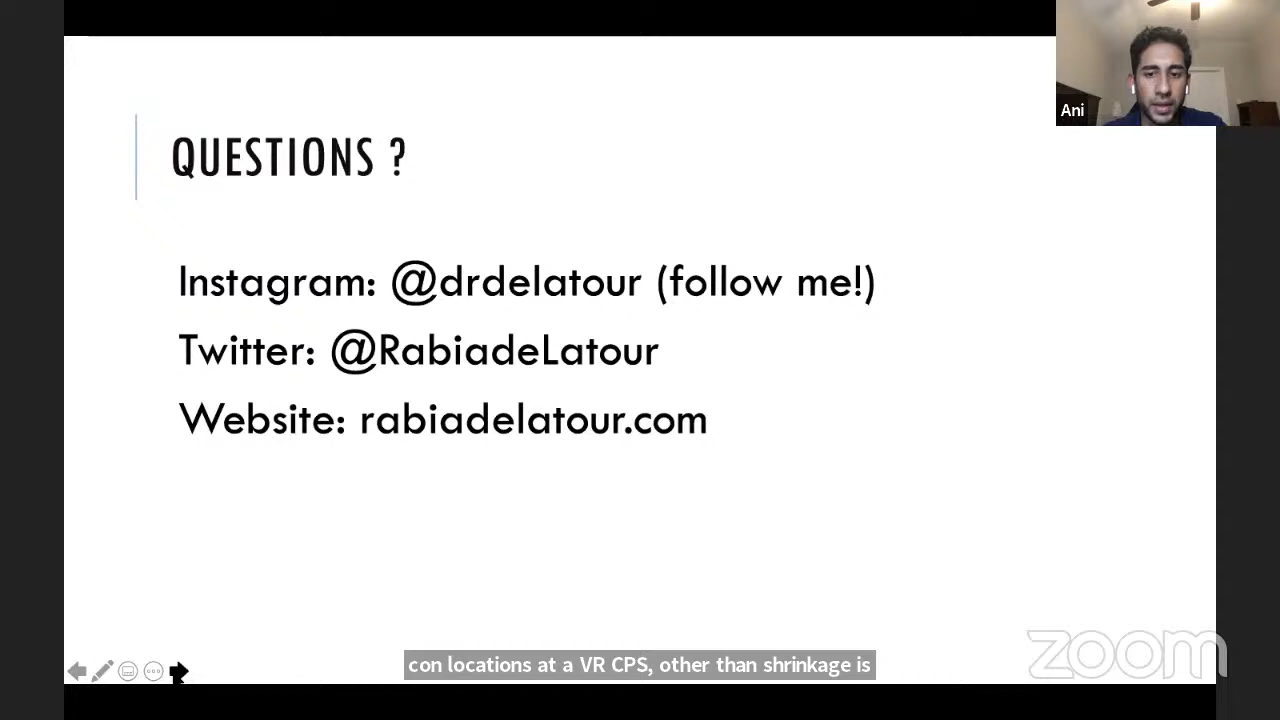 Ani
QUESTIONS ?
Instagram: @drdelatour (follow me!)
Twitter: @RabiadeLatour
Website: rabiadelatour.com
con locations at a VR CPS, other than shrinkage is
zoom